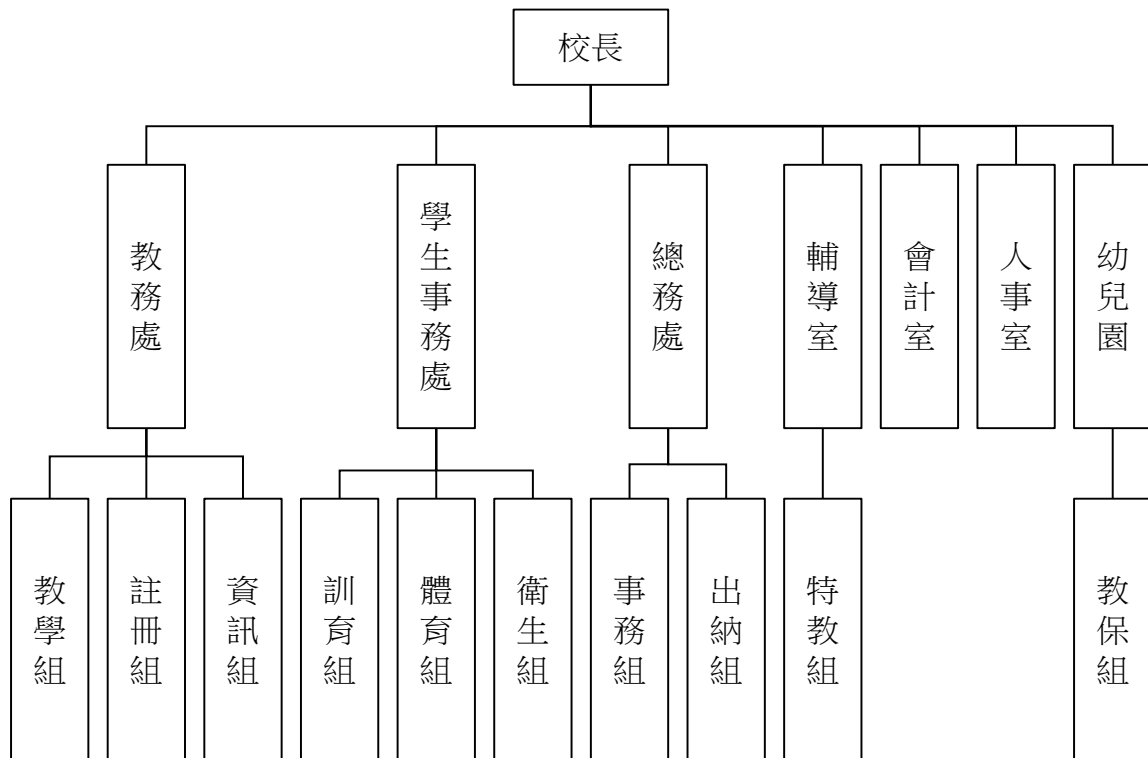 校長
教務處
學生事務處
總務處
輔導室
會計室
人事室
幼兒園
教學組
註冊組
資訊組
訓育組
體育組
衛生組
事務組
出納組
特教組
教保組